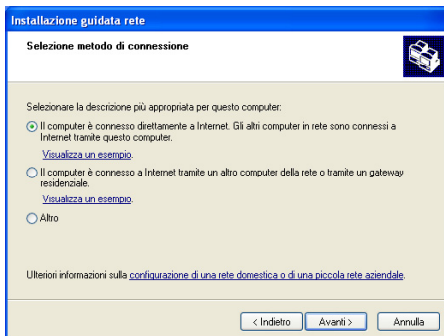 Installazione guidata rete
Selezione metodo di connessione
Selezionare la descrizione più appropriata per questo computer:
Il computer è connesso direttamente a Internet. Gli altri computer in rete sono connessi a
Internet tramite questo computer.
Visualizza un esempio.
Il computer è connesso a Internet tramite un altro computer della rete o tramite un gateway
residenziale.
Visualizza un esempio.
Altro
Ulteriori informazioni sulla configurazione di una rete domestica o di una piccola rete aziendale.
< Indietro Avanti > Annulla